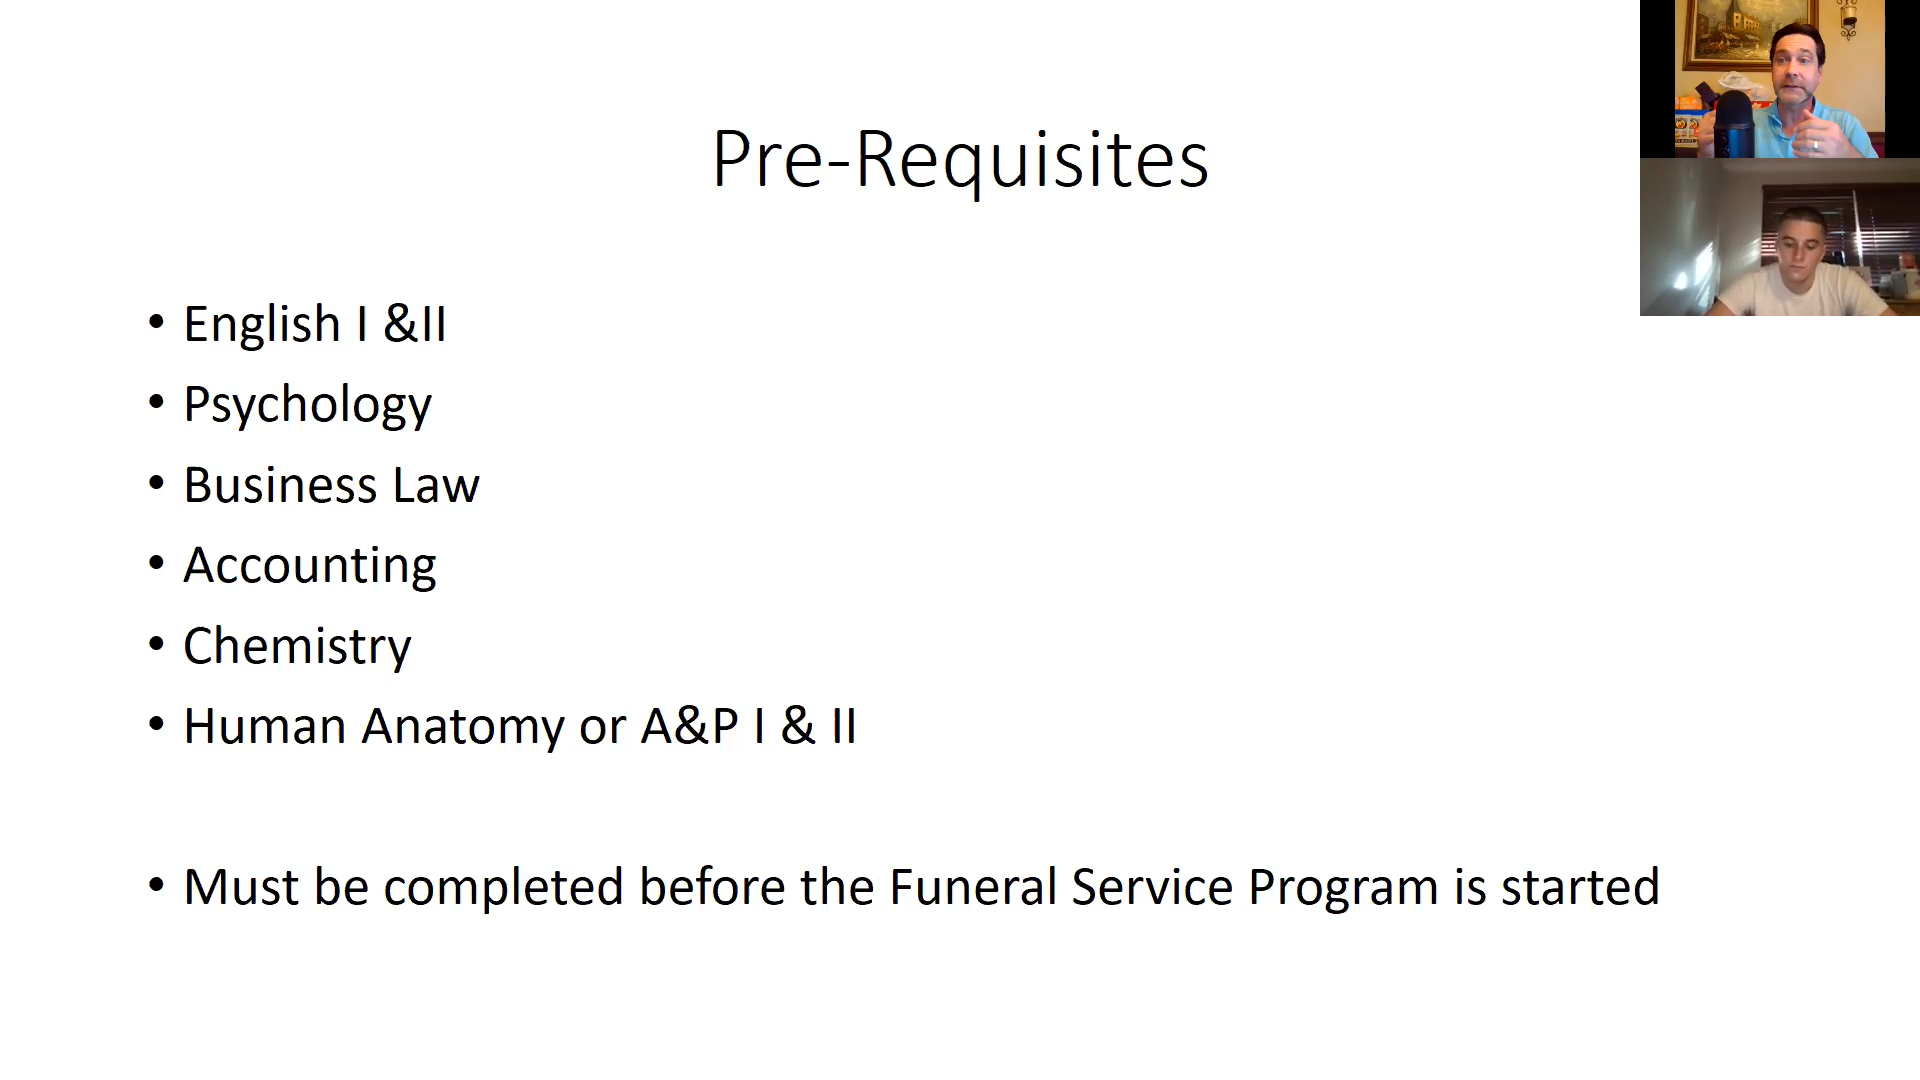 Pre-Requisites
• English I &II
• Psychology
• Business Law
• Accounting
• Chemistry
• Human Anatomy or A&P I & II
• Must be completed before the Funeral Service Program is started